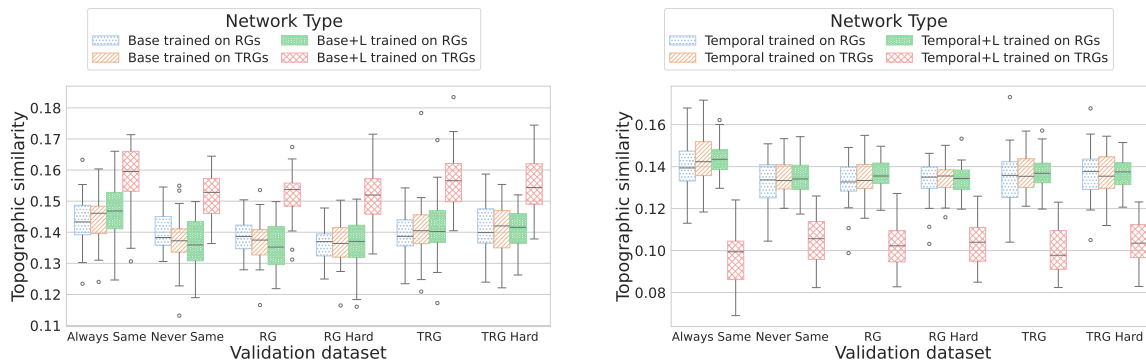 Network Type
Base trained on RGs
Base+L trained on RGs
Base trained on TRGs
Base+L trained on TRGs
Topographic similarity
0.18
0.17
0.16
0.15
0.14
0.13
0.12
0.11
Always Same
Never Same
RG
RG Hard
TRG
TRG Hard
Validation dataset
Network Type
Temporal trained on RGs
Temporal+L trained on RGs
Temporal trained on TRGs
Temporal+L trained on TRGs
Topographic similarity
0.16
0.14
0.12
0.10
0.08
Always Same
Never Same
RG
RG Hard
TRG
TRG Hard
Validation dataset